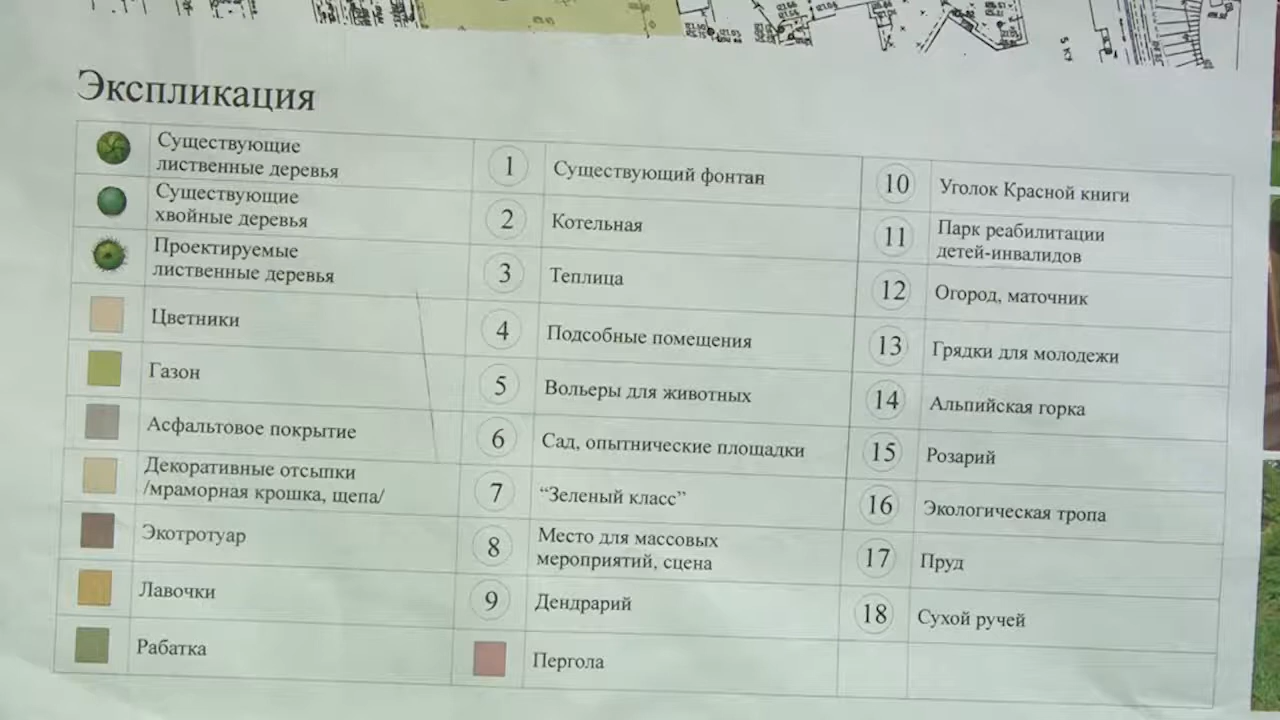 Экспликация
Существующие
лиственные деревья
Существующие
хвойные деревья
Проектируемые
лиственные деревья
Цветники
Газон
Асфальтовое покрытие
Декоративные отсыпки
/мраморная крошка, щепа/
Экотротуар
Лавочки
Рабатка
1 Существующий фонтан
2 Котельная
3 Теплица
4 Подсобные помещения
5 Вольеры для животных
6 Сад, опытнические площадки
7 “Зеленый класс”
8 Место для массовых
мероприятий, сцена
9 Дендрарий
Пергола
10 Уголок Красной книги
11 Парк реабилитации
детей-инвалидов
12 Огород, маточник
13 Грядки для молодежи
14 Альпийская горка
15 Розарий
16 Экологическая тропа
17 Пруд
18 Сухой ручей